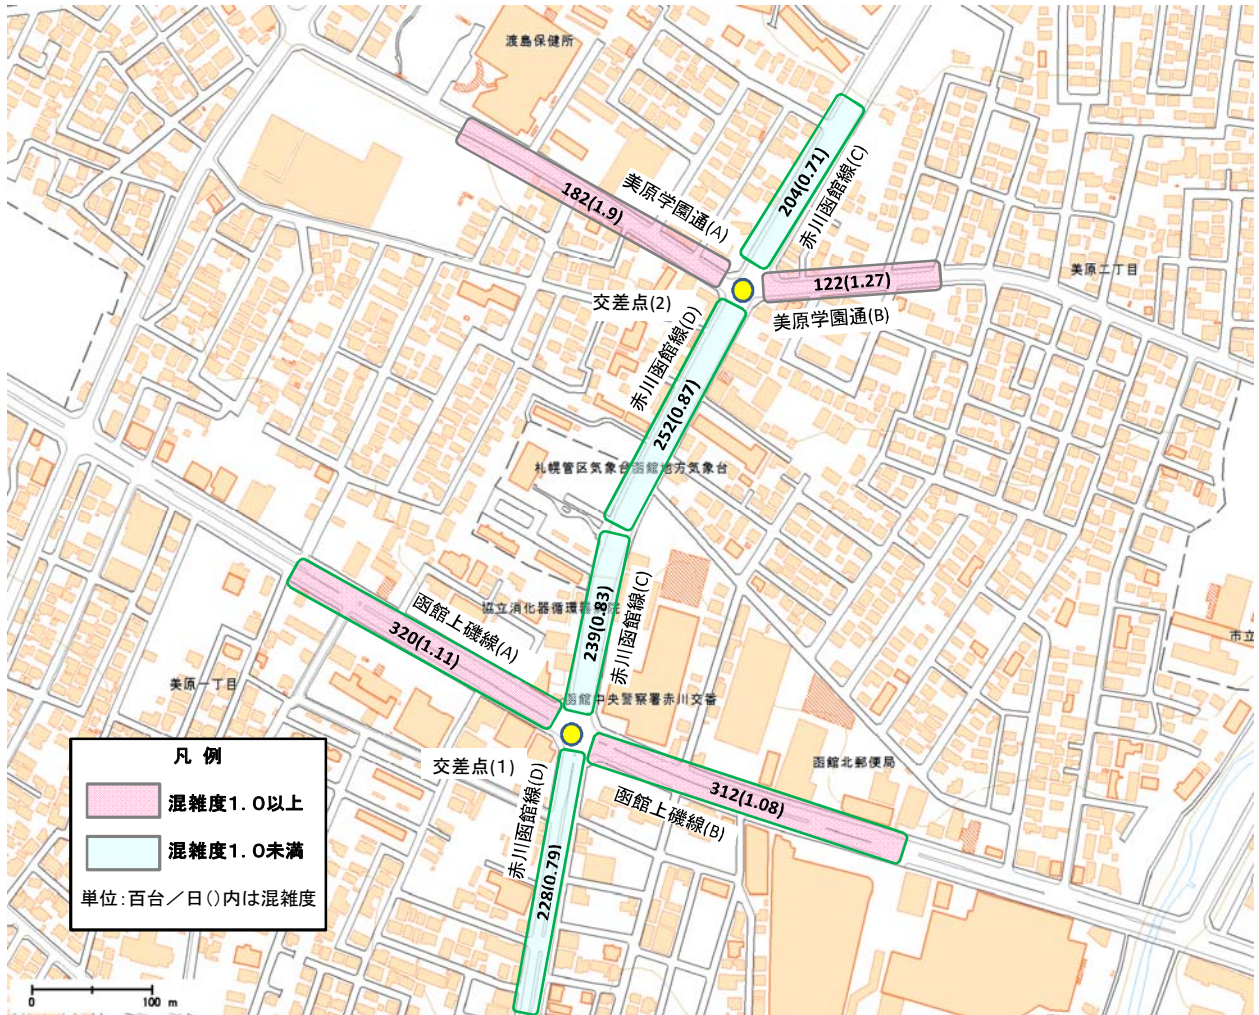 渡島保健所
204(0.71)
赤川函館線(C)
182(1.9)
美原学園通(A)
美原二丁目
122(1.27)
交差点(2)
美原学園通(B)
赤川函館線(D)
252(0.87)
札幌管区気象台函館地方気象台
239(0.83)
赤川函館線(C)
協立消化器循環器病院
函館上磯線(A)
320(1.11)
市立
美原一丁目
函館中央警察署赤川交番
凡 例
混雑度1.0以上
混雑度1.0未満
単位:百台/日()内は混雑度
交差点(1)
函館北郵便局
312(1.08)
函館上磯線(B)
赤川函館線(D)
228(0.79)
0 100 m